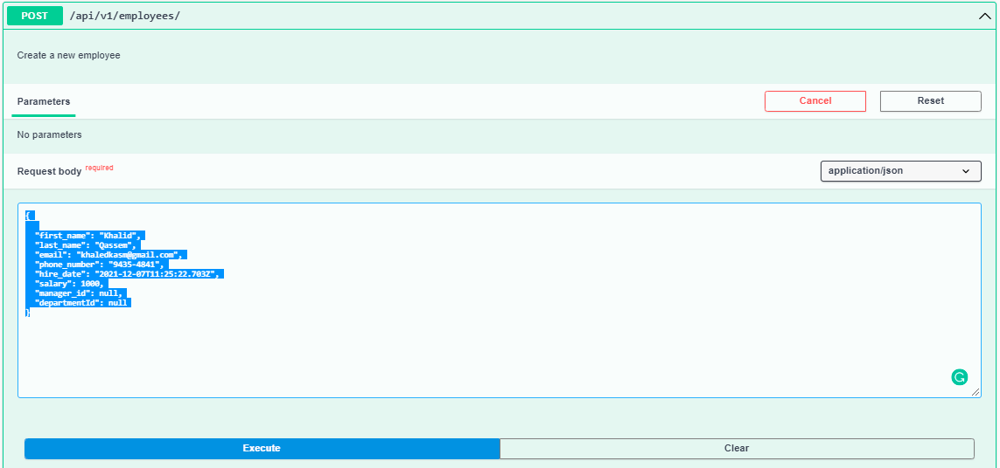 POST /api/v1/employees/
Create a new employee
Parameters
Cancel
Reset
No parameters
Request body required
application/json
{
"first_name": "Khalid",
"last_name": "Qassem",
"email": "khaledkasm@gmail.com",
"phone_number": "9435-4841",
"hire_date": "2021-12-07T11:25:22.703Z",
"salary": 1000,
"manager_id": null,
"departmentId": null
}
Execute
Clear